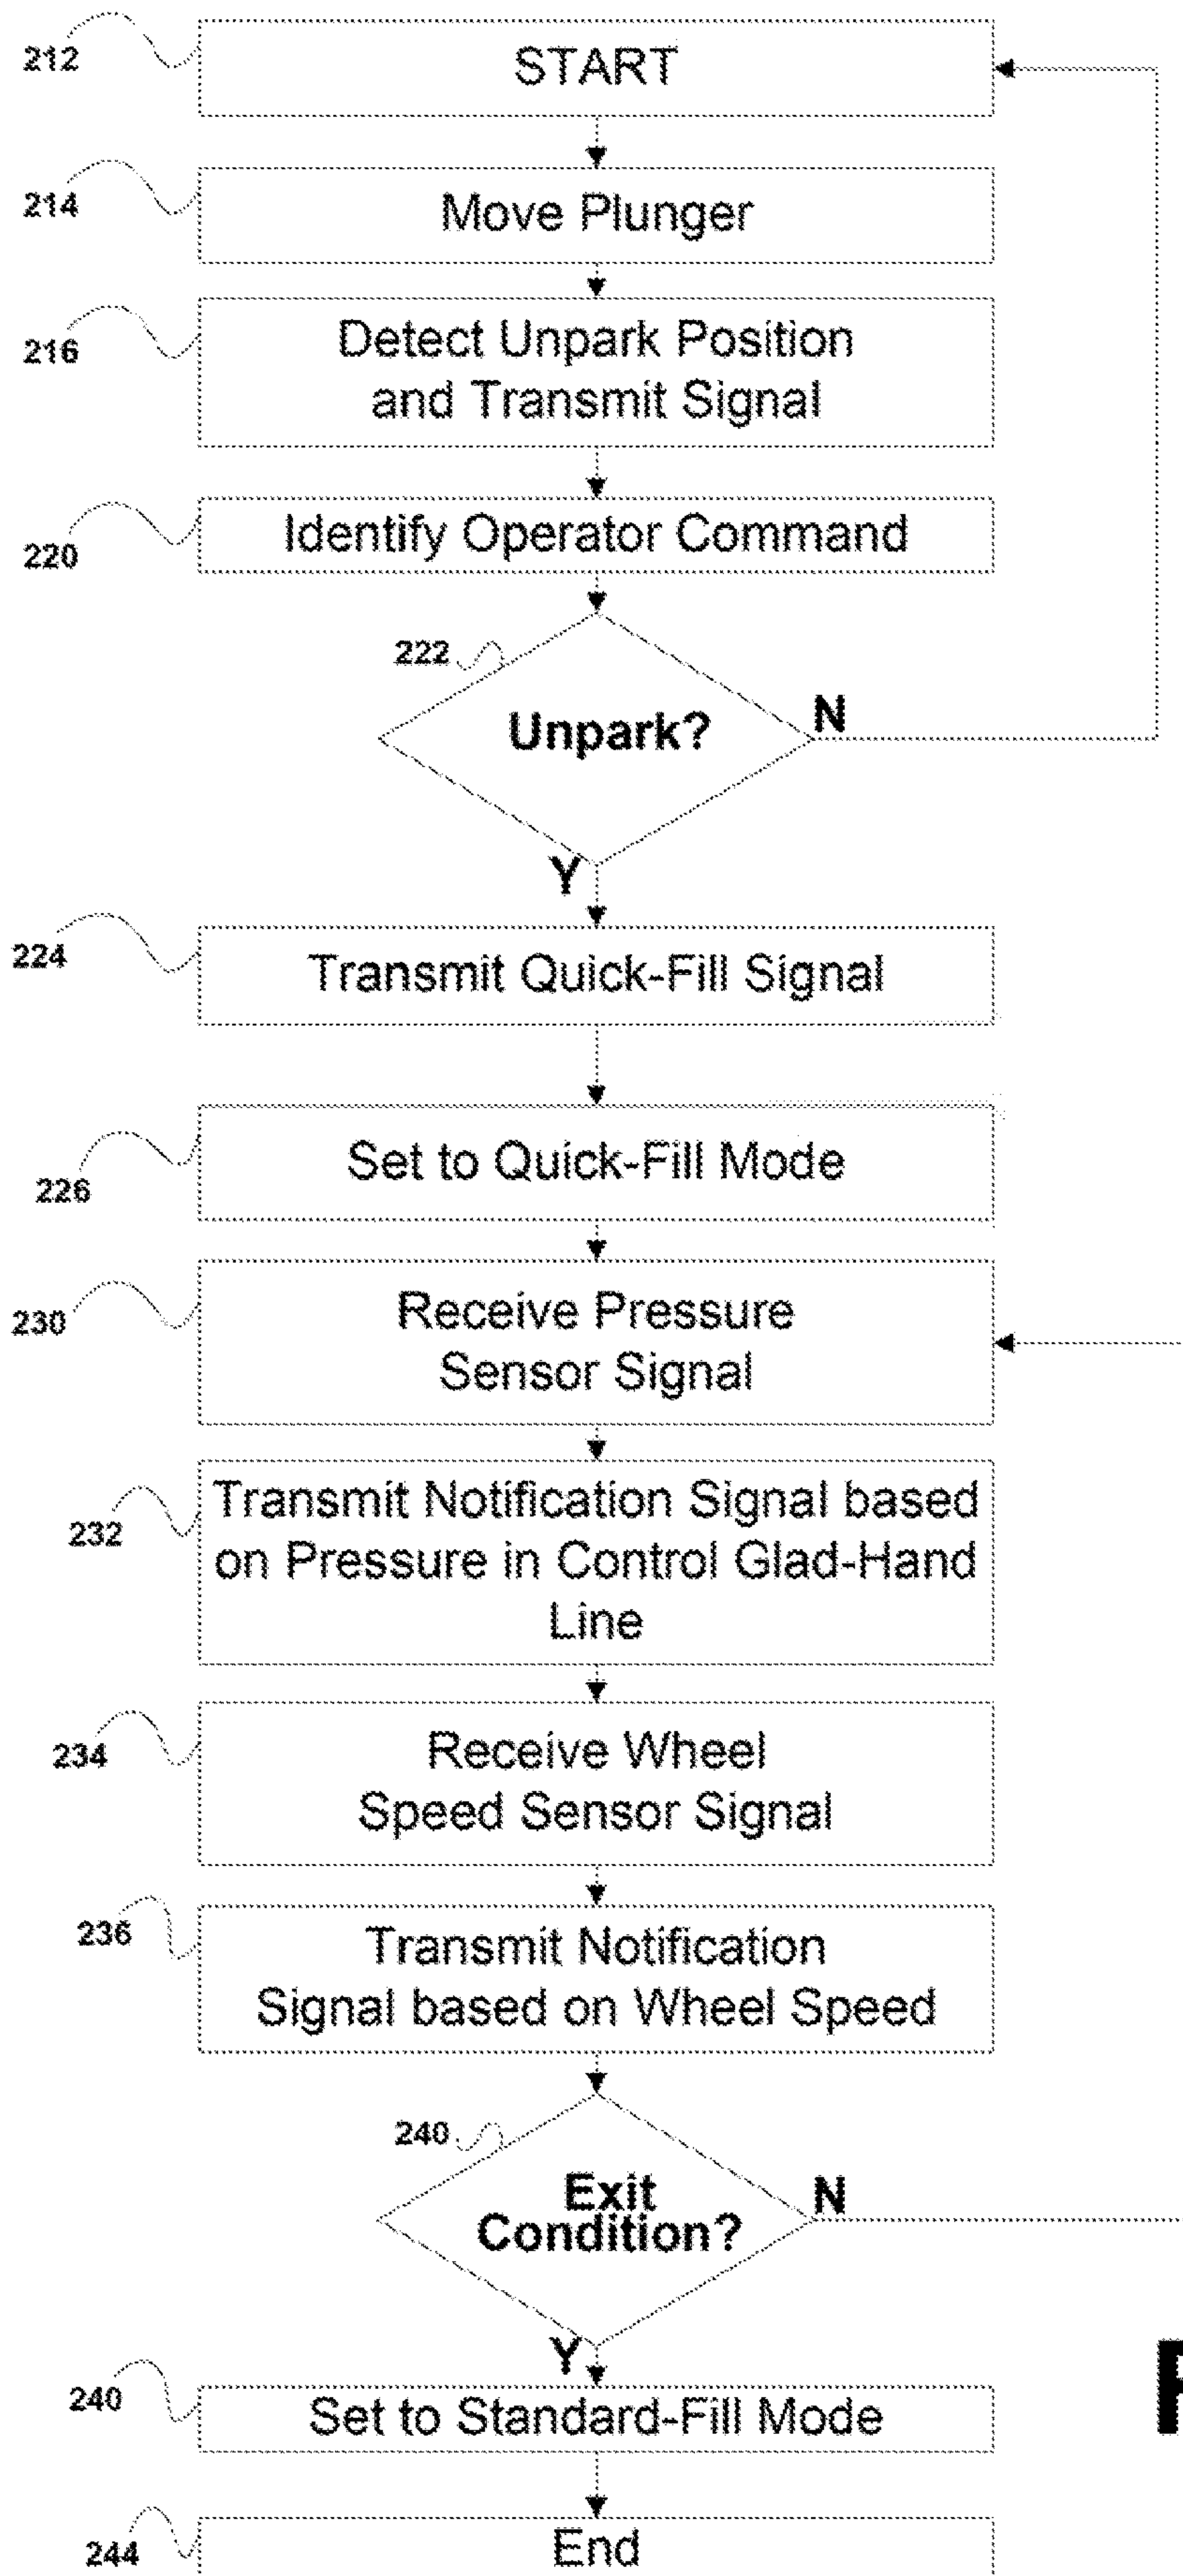 212
START
214
Move Plunger
216
Detect Unpark Position
and Transmit Signal
220
Identify Operator Command
222
Unpark?
N
Y
224
Transmit Quick-Fill Signal
226
Set to Quick-Fill Mode
230
Receive Pressure
Sensor Signal
232
Transmit Notification Signal based
on Pressure in Control Glad-Hand
Line
234
Receive Wheel
Speed Sensor Signal
236
Transmit Notification
Signal based on Wheel Speed
240
Exit
Condition?
N
Y
240
Set to Standard-Fill Mode
244
End